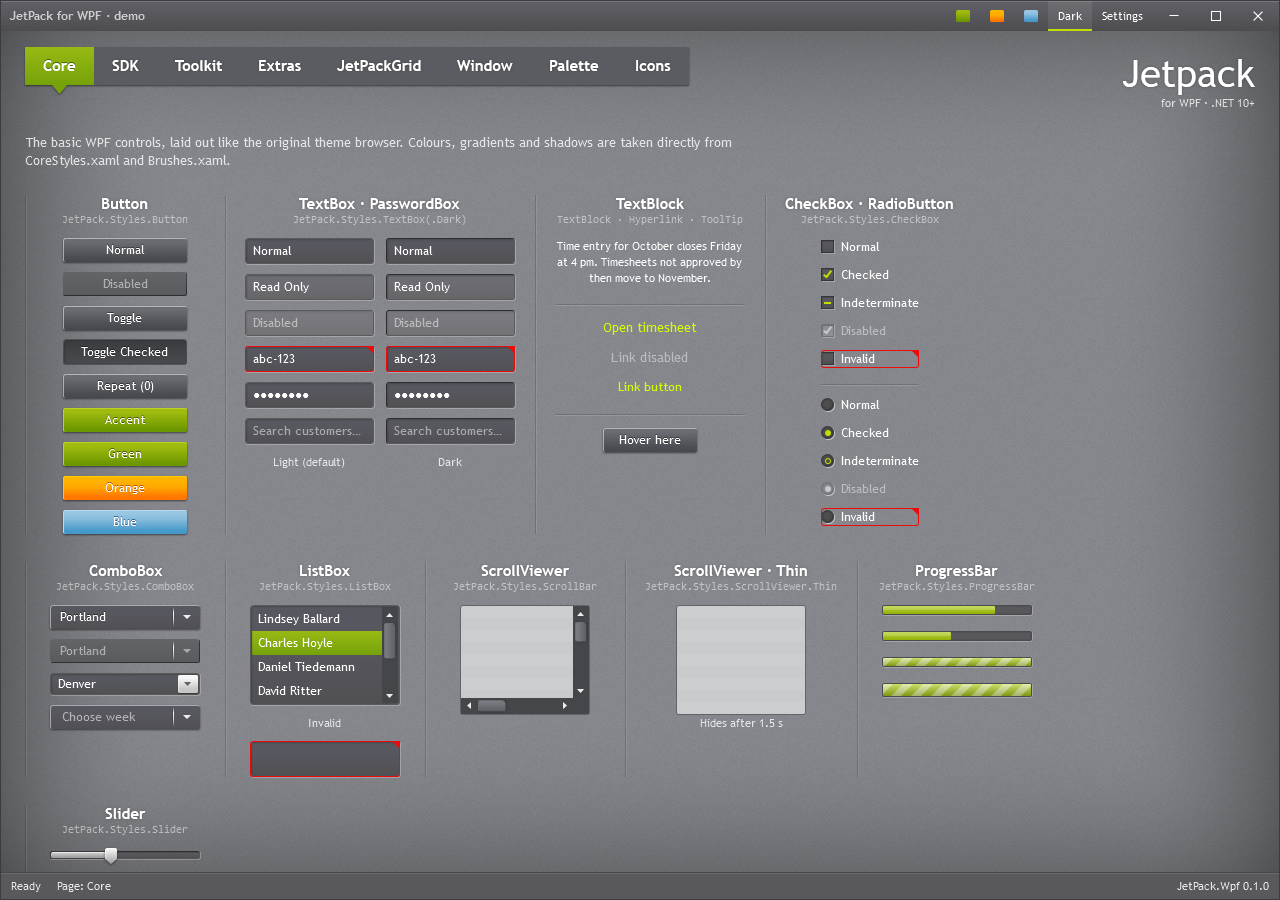 JetPack for WPF · demo
Dark
Settings
Core
SDK
Toolkit
Extras
JetPackGrid
Window
Palette
Icons
Jetpack
for WPF · .NET 10+
The basic WPF controls, laid out like the original theme browser. Colours, gradients and shadows are taken directly from
CoreStyles.xaml and Brushes.xaml.
Button
JetPack.Styles.Button
Normal
Disabled
Toggle
Toggle Checked
Repeat (0)
Accent
Green
Orange
Blue
TextBox · PasswordBox
JetPack.Styles.TextBox(.Dark)
Normal
Normal
Read Only
Read Only
Disabled
Disabled
abc-123
abc-123
●●●●●●●●
●●●●●●●●
Search customers...
Search customers...
Light (default)
Dark
TextBlock
TextBlock · Hyperlink · ToolTip
Time entry for October closes Friday
at 4 pm. Timesheets not approved by
then move to November.
Open timesheet
Link disabled
Link button
Hover here
CheckBox · RadioButton
JetPack.Styles.CheckBox
Normal
Checked
Indeterminate
Disabled
Invalid
Normal
Checked
Indeterminate
Disabled
Invalid
ComboBox
JetPack.Styles.ComboBox
Portland
Portland
Denver
Choose week
ListBox
JetPack.Styles.ListBox
Lindsey Ballard
Charles Hoyle
Daniel Tiedemann
David Ritter
Invalid
ScrollViewer
JetPack.Styles.ScrollBar
ScrollViewer · Thin
JetPack.Styles.ScrollViewer.Thin
Hides after 1.5 s
ProgressBar
JetPack.Styles.ProgressBar
Slider
JetPack.Styles.Slider
Ready
Page: Core
JetPack.Wpf 0.1.0